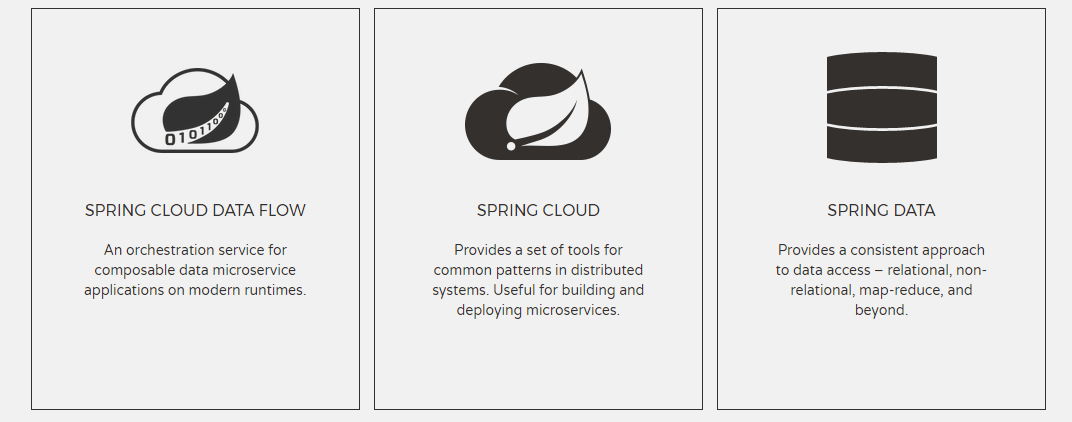 0101100
SPRING CLOUD DATA FLOW
An orchestration service for
composable data microservice
applications on modern runtimes.
SPRING CLOUD
Provides a set of tools for
common patterns in distributed
systems. Useful for building and
deploying microservices.
SPRING DATA
Provides a consistent approach
to data access – relational, non-
relational, map-reduce, and
beyond.